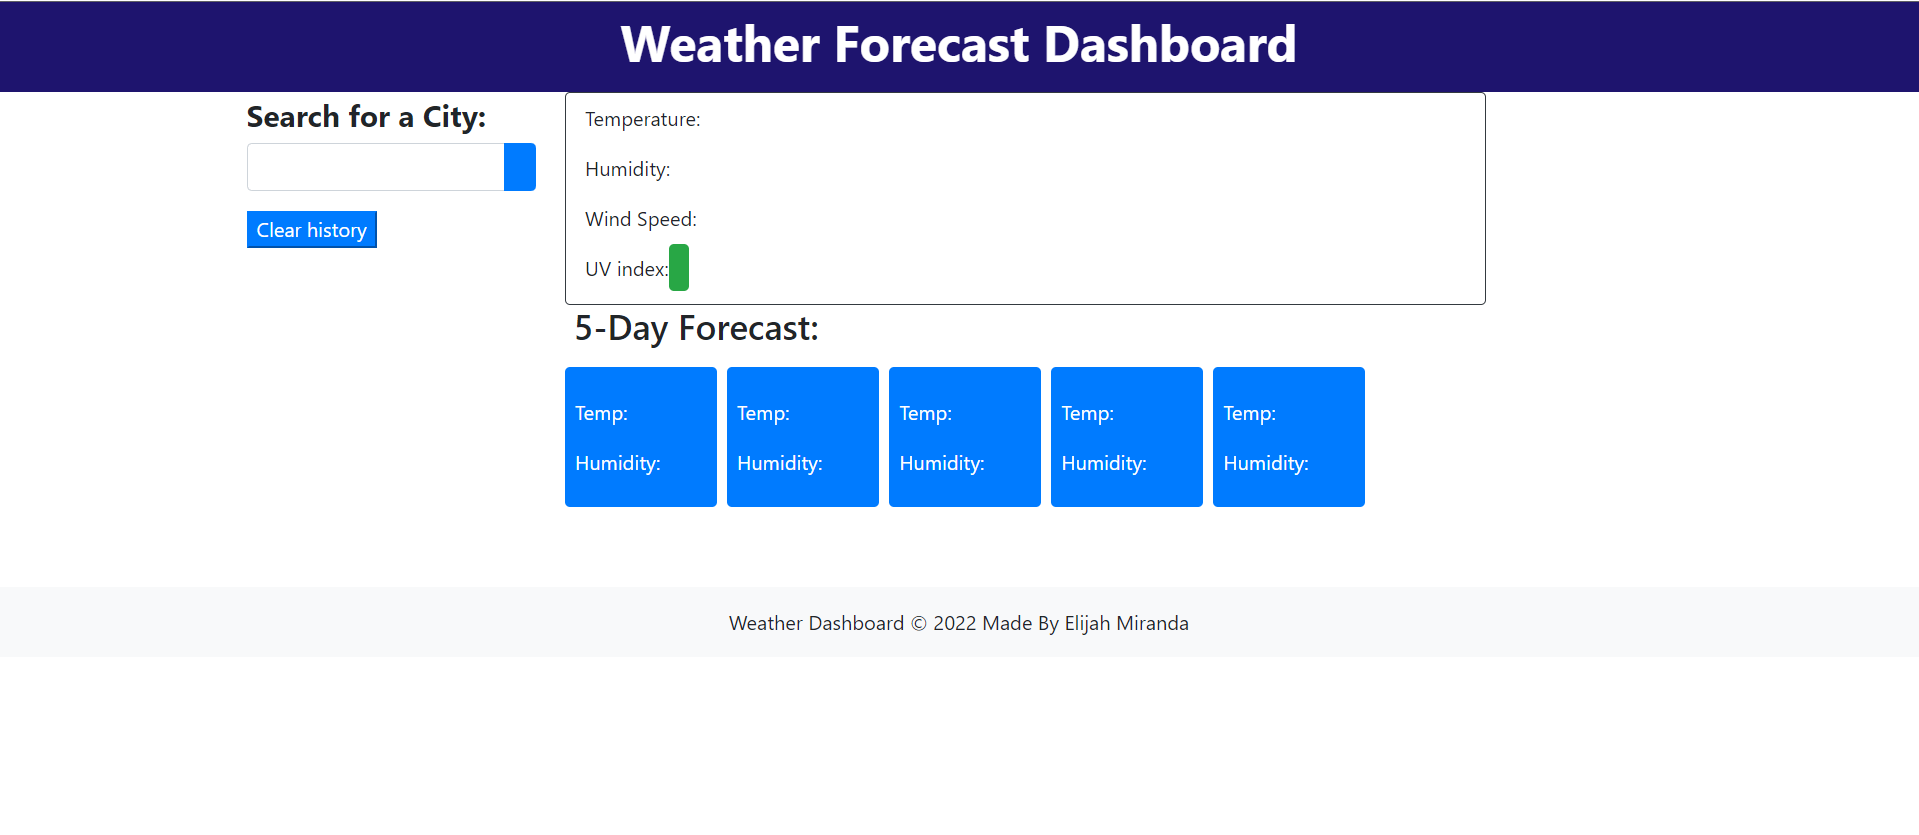 Weather Forecast Dashboard
Search for a City:
Clear history
Temperature:
Humidity:
Wind Speed:
UV index:
5-Day Forecast:
Temp:
Humidity:
Temp:
Humidity:
Temp:
Humidity:
Temp:
Humidity:
Temp:
Humidity:
Weather Dashboard © 2022 Made By Elijah Miranda